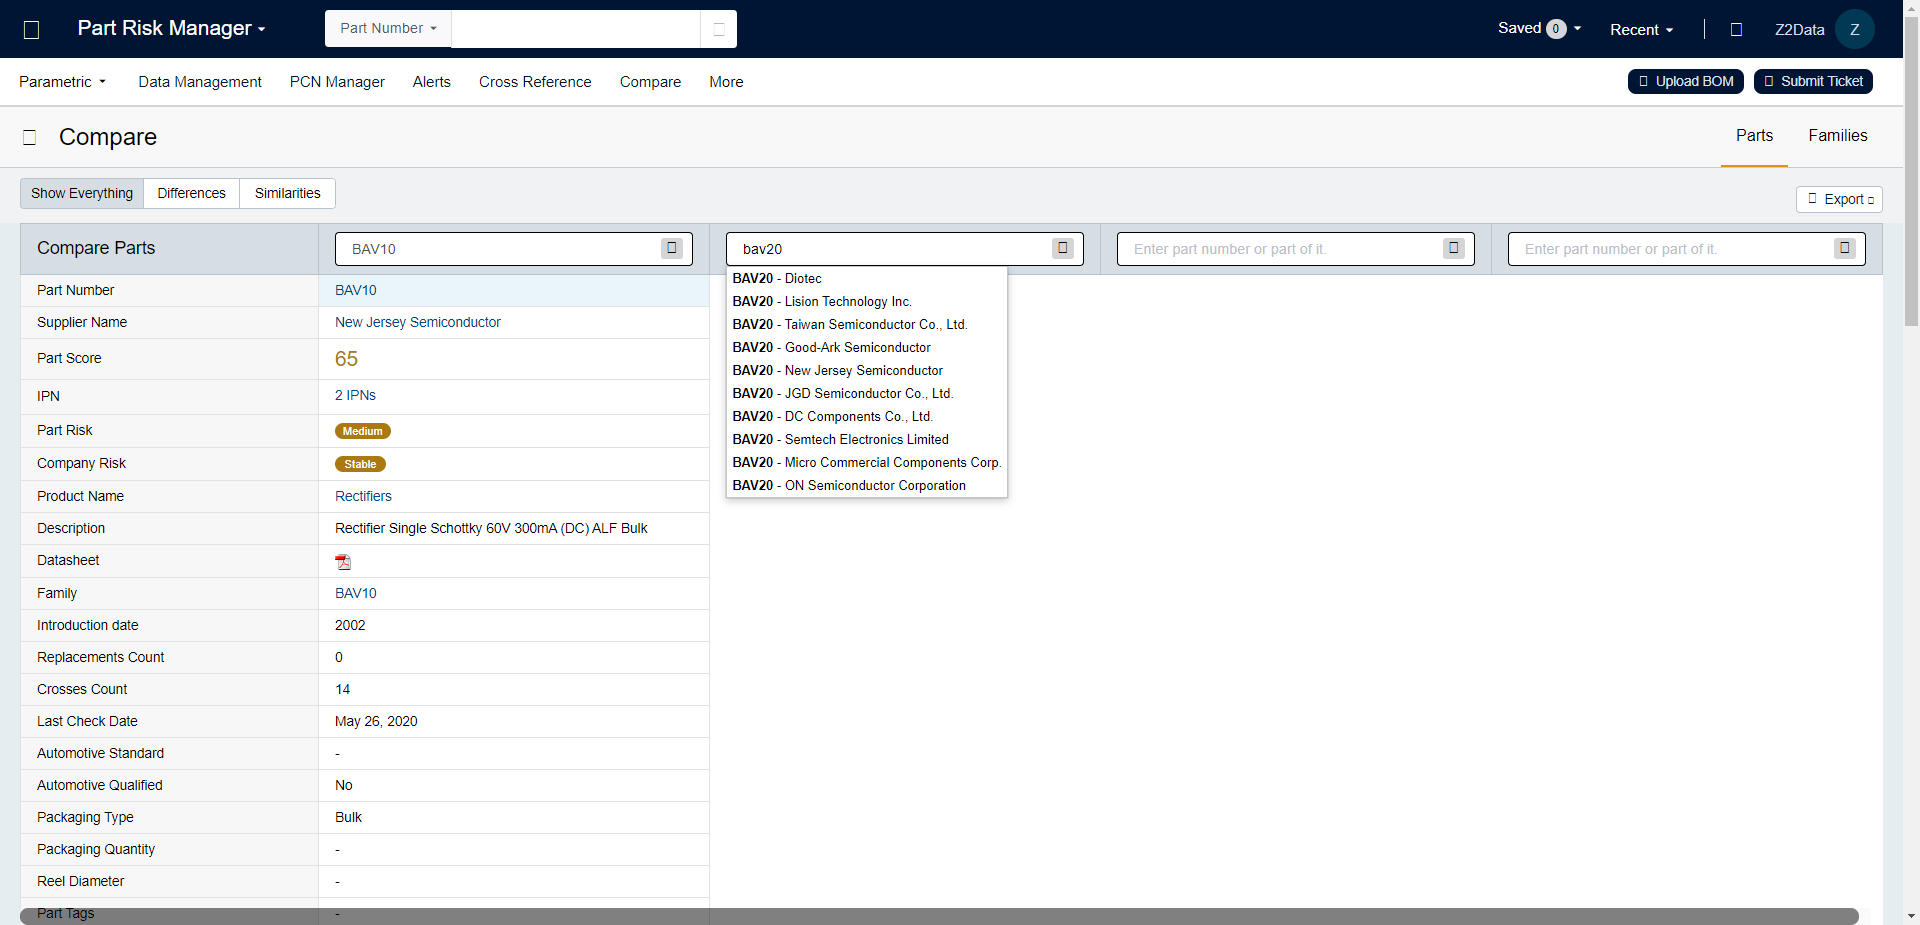 Part Risk Manager
Part Number
Saved 0
Recent
Z2Data
Z
Parametric
Data Management
PCN Manager
Alerts
Cross Reference
Compare
More
Upload BOM
Submit Ticket
Compare
Parts
Families
Show Everything
Differences
Similarities
Export
Compare Parts
BAV10
bav20
Enter part number or part of it.
Enter part number or part of it.
BAV20 - Diotec
BAV20 - Lision Technology Inc.
BAV20 - Taiwan Semiconductor Co., Ltd.
BAV20 - Good-Ark Semiconductor
BAV20 - New Jersey Semiconductor
BAV20 - JGD Semiconductor Co., Ltd.
BAV20 - DC Components Co., Ltd.
BAV20 - Semtech Electronics Limited
BAV20 - Micro Commercial Components Corp.
BAV20 - ON Semiconductor Corporation
Part Number BAV10
Supplier Name New Jersey Semiconductor
Part Score 65
IPN 2 IPNs
Part Risk Medium
Company Risk Stable
Product Name Rectifiers
Description Rectifier Single Schottky 60V 300mA (DC) ALF Bulk
Datasheet
Family BAV10
Introduction date 2002
Replacements Count 0
Crosses Count 14
Last Check Date May 26, 2020
Automotive Standard -
Automotive Qualified No
Packaging Type Bulk
Packaging Quantity -
Reel Diameter -
Part Tags -